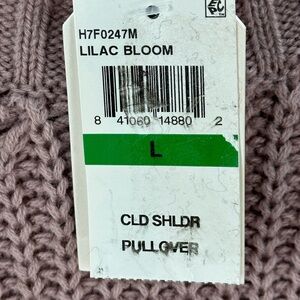 H7F0247M
LILAC BLOOM
8 41060 14880 2
L
CLD SHLDR
PULLOVER